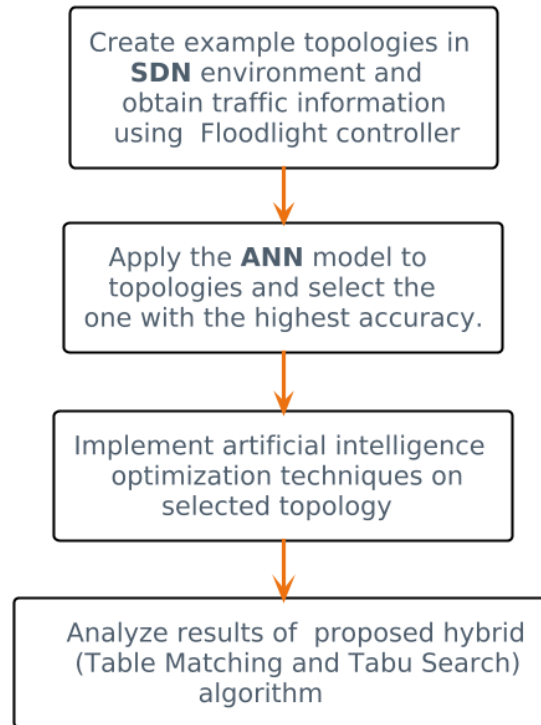 Create example topologies in
SDN environment and
obtain traffic information
using Floodlight controller
Apply the ANN model to
topologies and select the
one with the highest accuracy.
Implement artificial intelligence
optimization techniques on
selected topology
Analyze results of proposed hybrid
(Table Matching and Tabu Search)
algorithm